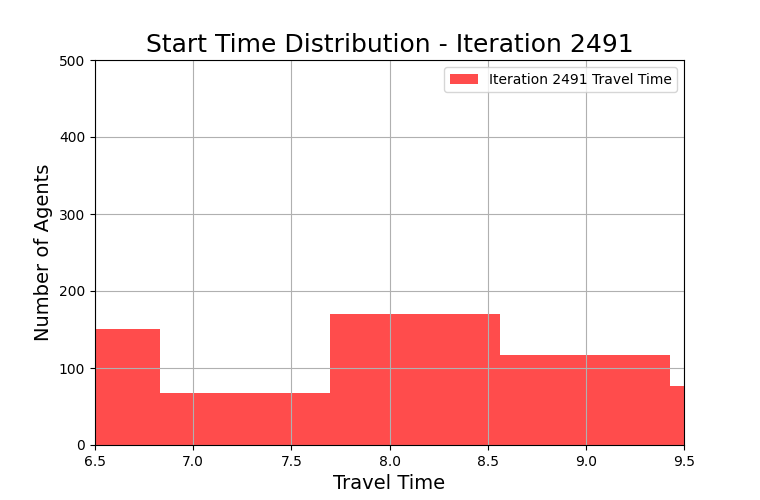 Start Time Distribution - Iteration 2491
500
Iteration 2491 Travel Time
400
300
200
100
0
Number of Agents
6.5 7.0 7.5 8.0 8.5 9.0 9.5
Travel Time